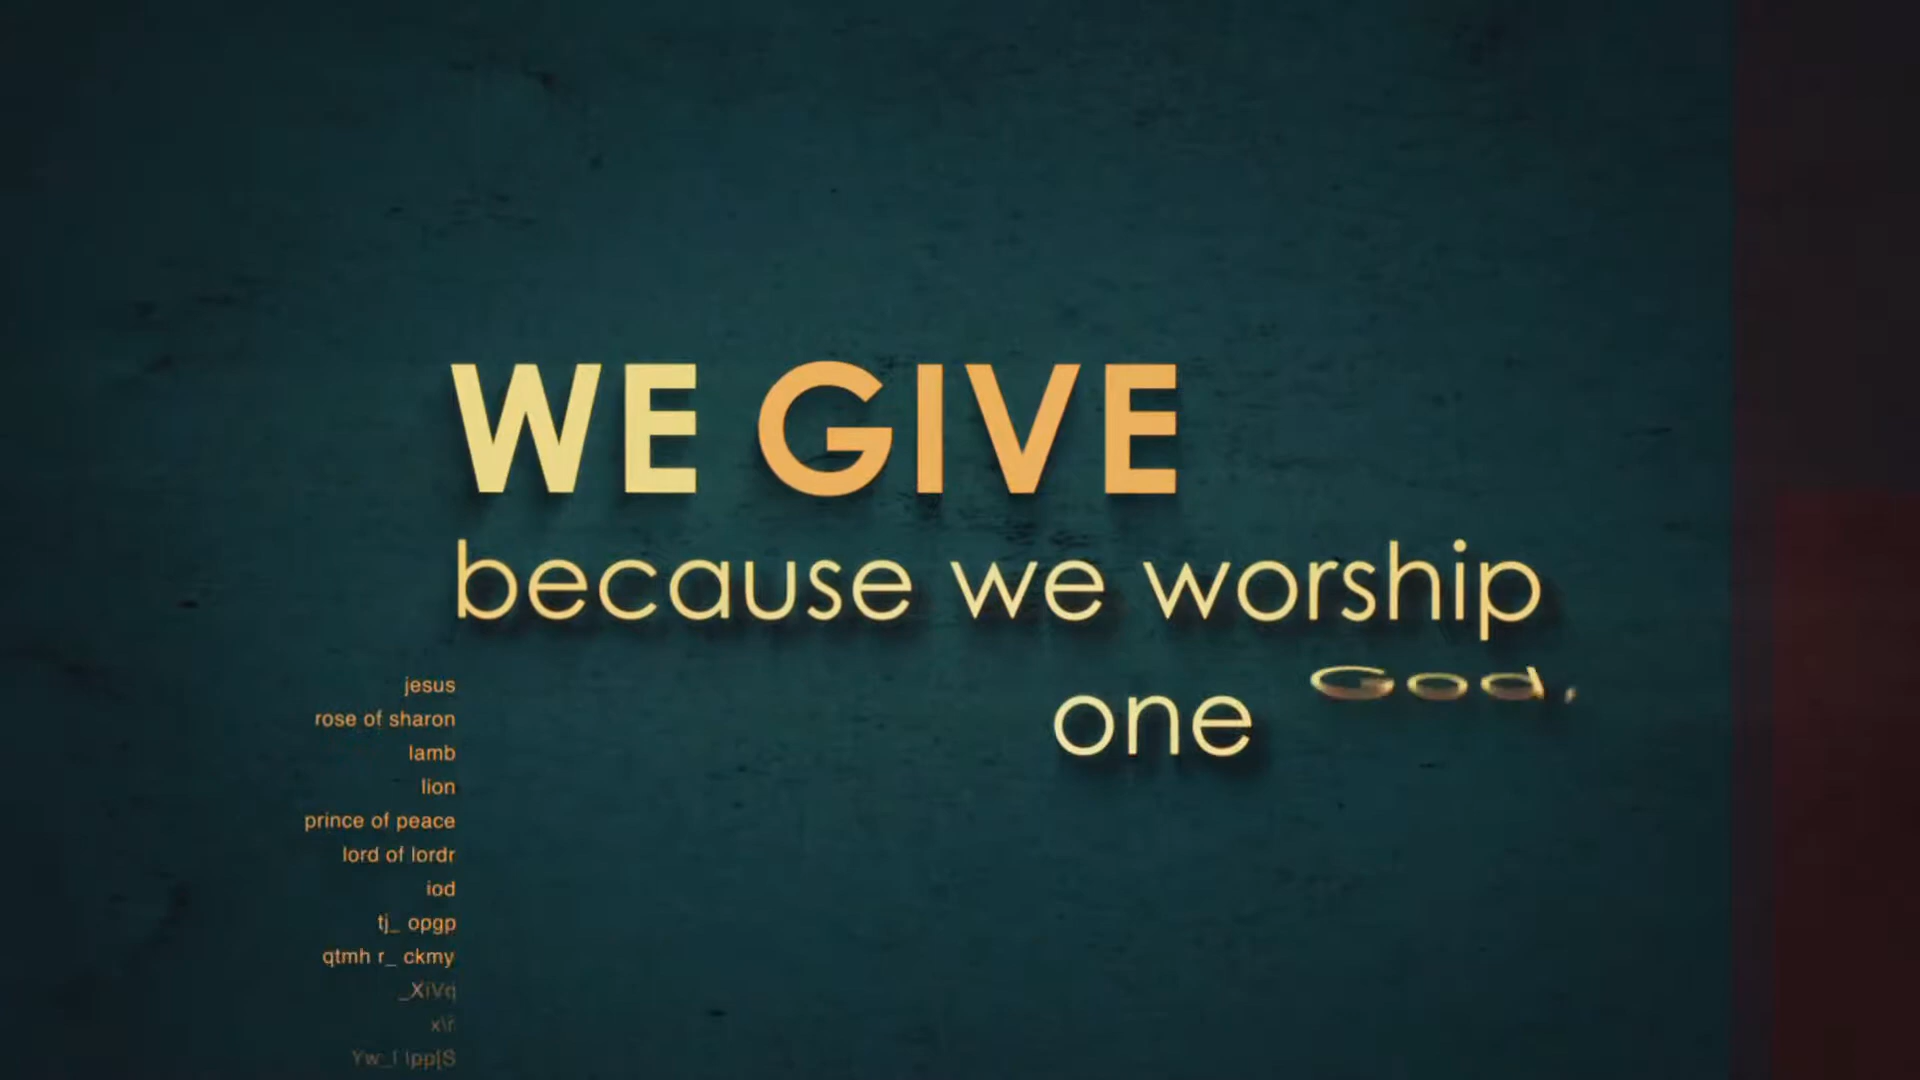 WE GIVE
because we worship
one God,
jesus
rose of sharon
lamb
lion
prince of peace
lord of lordr
iod
tj_ opgp
qtmh r_ ckmy
_XiVq